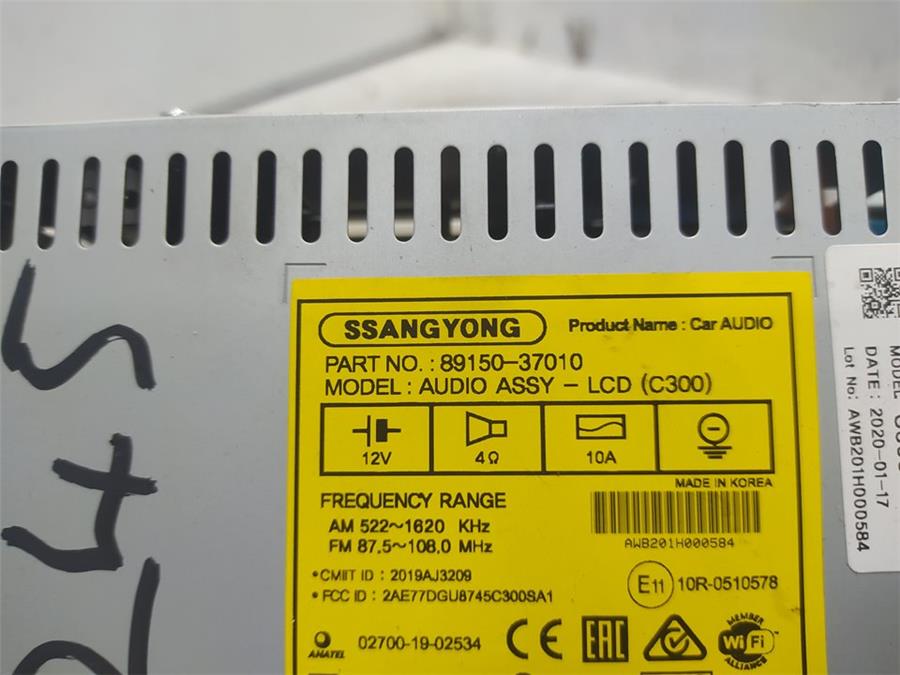 SSANGYONG
Product Name : Car AUDIO
PART NO. : 89150-37010
MODEL : AUDIO ASSY - LCD (C300)
12V
4Ω
10A
MADE IN KOREA
FREQUENCY RANGE
AM 522~1620 KHz
FM 87.5~108.0 MHz
AWB201H000584
•CMIIT ID : 2019AJ3209
•FCC ID : 2AE77DGU8745C300SA1
E11 10R-0510578
ANATEL
02700-19-02534
CE
EAC
MEMBER
Wi Fi
ALLIANCE
MODEL
DATE : 2020-01-17
Lot No: AWB201H000584